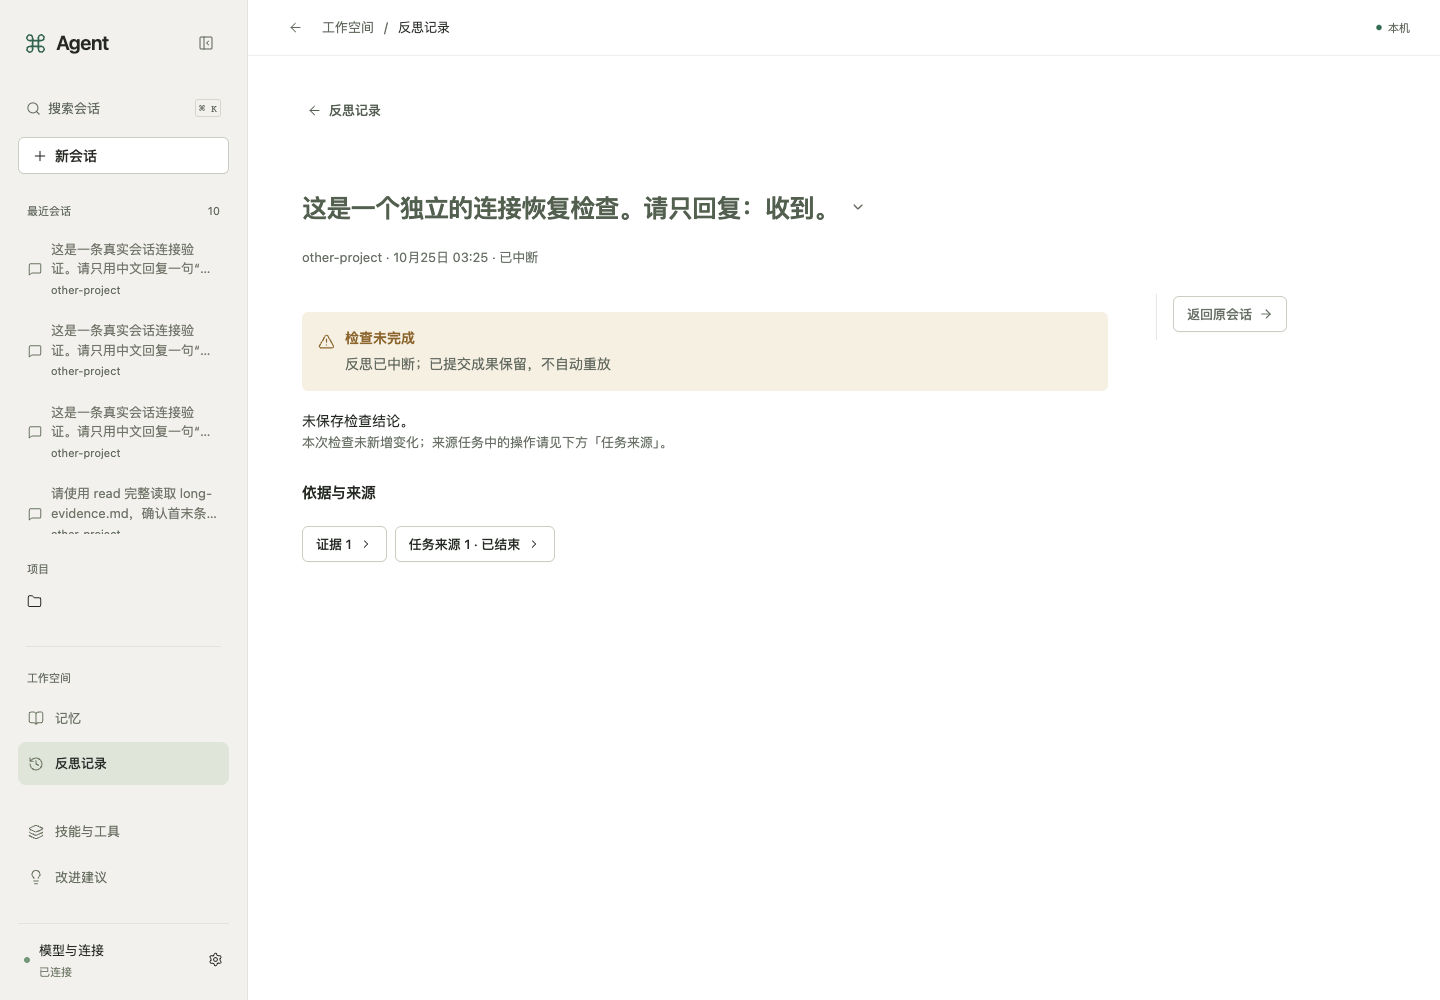 Agent
搜索会话
⌘ K
新会话
最近会话
10
这是一条真实会话连接验
证。请只用中文回复一句“...
other-project
这是一条真实会话连接验
证。请只用中文回复一句“...
other-project
这是一条真实会话连接验
证。请只用中文回复一句“...
other-project
请使用 read 完整读取 long-
evidence.md，确认首末条...
other-project
项目
工作空间
记忆
反思记录
技能与工具
改进建议
模型与连接
已连接
工作空间 / 反思记录
本机
反思记录
这是一个独立的连接恢复检查。请只回复：收到。
other-project · 10月25日 03:25 · 已中断
检查未完成
反思已中断；已提交成果保留，不自动重放
返回原会话
未保存检查结论。
本次检查未新增变化；来源任务中的操作请见下方「任务来源」。
依据与来源
证据 1
任务来源 1 · 已结束